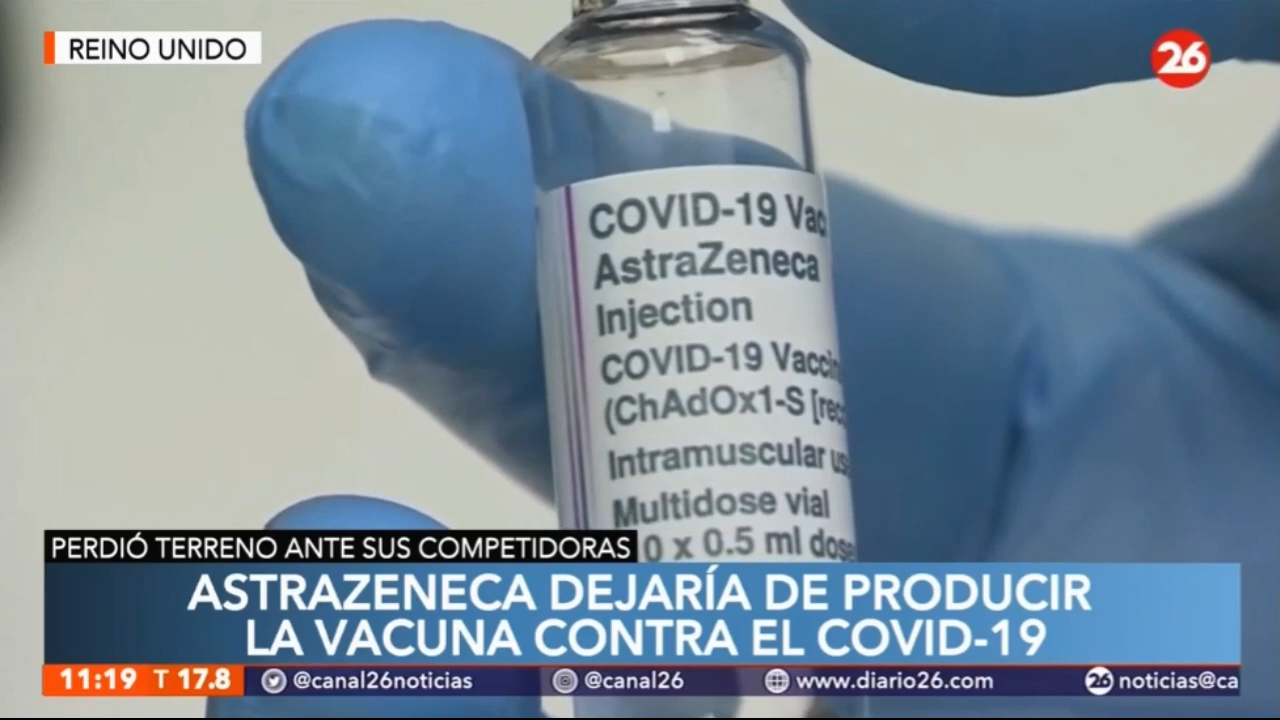 REINO UNIDO
26
COVID-19 Vac
AstraZeneca
Injection
COVID-19 Vaccin
(ChAdOx1-S [rec
Intramuscular us
Multidose vial
0 x 0.5 ml dose
PERDIÓ TERRENO ANTE SUS COMPETIDORAS
ASTRAZENECA DEJARÍA DE PRODUCIR
LA VACUNA CONTRA EL COVID-19
11:19 T 17.8 @canal26noticias @canal26 www.diario26.com 26 noticias@ca